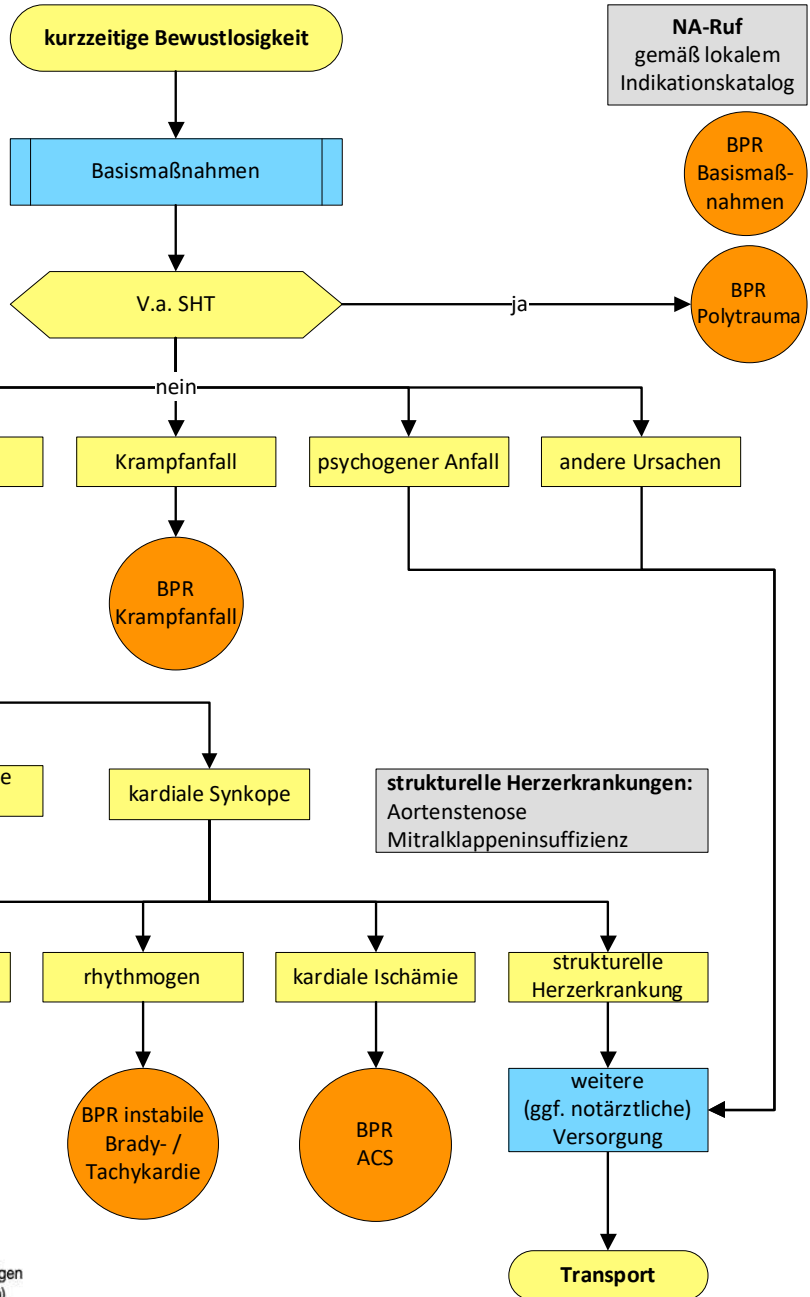 kurzzeitige Bewustlosigkeit
NA-Ruf
gemäß lokalem
Indikationskatalog
Basismaßnahmen
BPR
Basismaß-
nahmen
V.a. SHT
ja
BPR
Polytrauma
nein
Krampfanfall
psychogener Anfall
andere Ursachen
BPR
Krampfanfall
e
kardiale Synkope
strukturelle Herzerkrankungen:
Aortenstenose
Mitralklappeninsuffizienz
rhythmogen
kardiale Ischämie
strukturelle
Herzerkrankung
BPR instabile
Brady- /
Tachykardie
BPR
ACS
weitere
(ggf. notärztliche)
Versorgung
Transport
gen